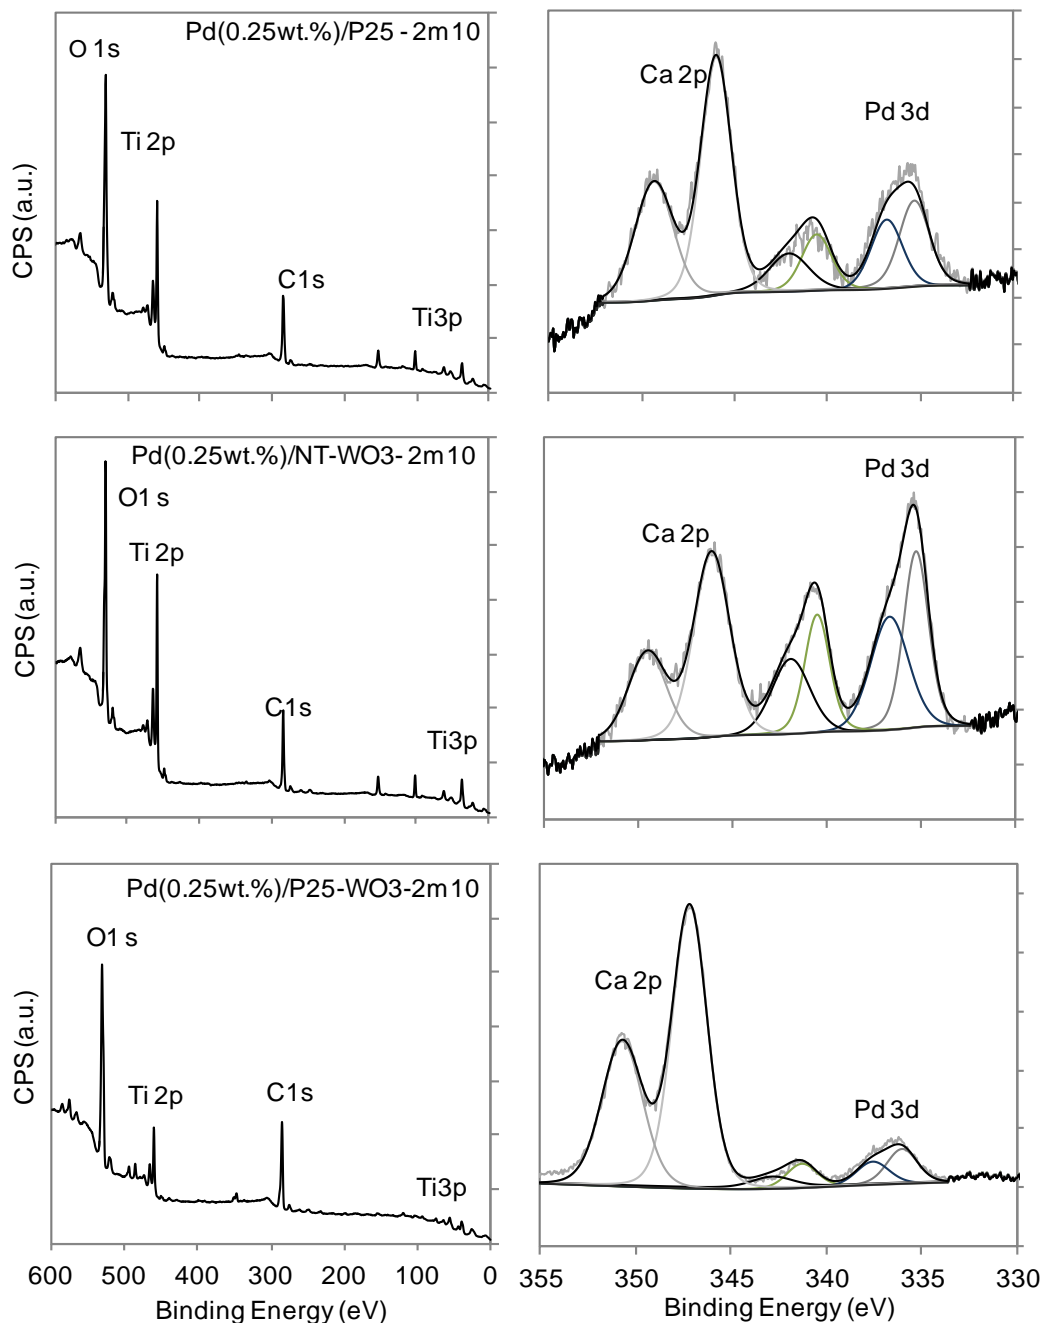 Pd(0.25wt.%)/P25 - 2m10
O 1s
Ti 2p
C1s
Ti3p
CPS (a.u.)
Ca 2p
Pd 3d
Pd(0.25wt.%)/NT-WO3- 2m10
O1 s
Ti 2p
C1s
Ti3p
CPS (a.u.)
Ca 2p
Pd 3d
Pd(0.25wt.%)/P25-WO3-2m10
O1 s
Ti 2p
C1s
Ti3p
CPS (a.u.)
600 500 400 300 200 100 0
Binding Energy (eV)
Ca 2p
Pd 3d
355 350 345 340 335 330
Binding Energy (eV)